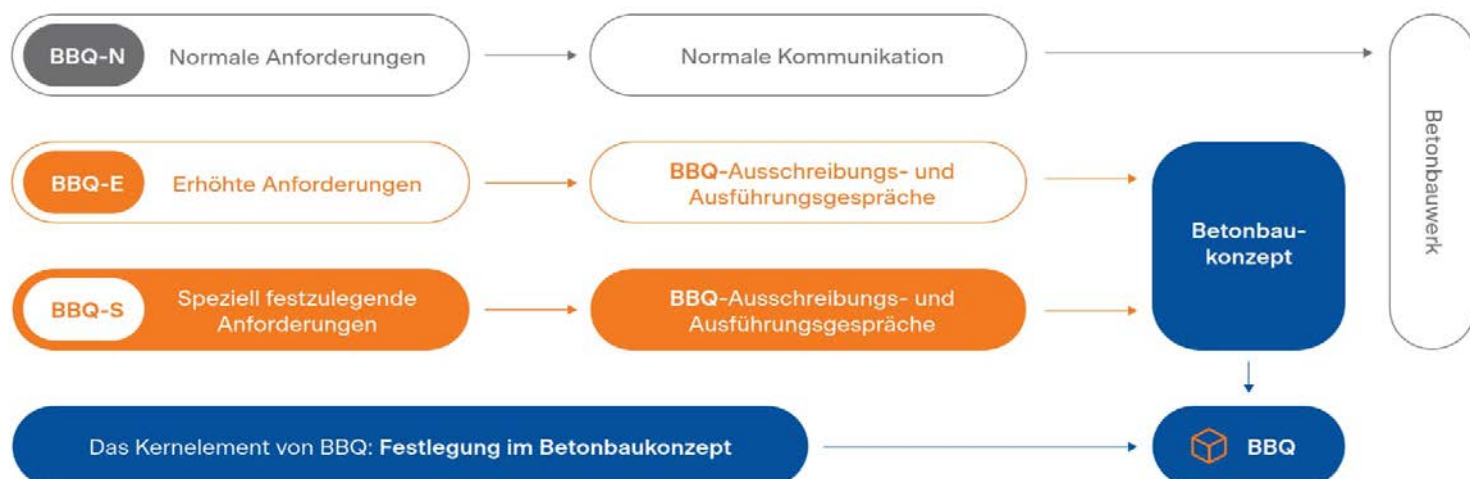 BBQ-N Normale Anforderungen
Normale Kommunikation
Betonbauwerk
BBQ-E Erhöhte Anforderungen
BBQ-Ausschreibungs- und
Ausführungsgespräche
Betonbau-
konzept
BBQ-S Speziell festzulegende
Anforderungen
BBQ-Ausschreibungs- und
Ausführungsgespräche
Das Kernelement von BBQ: Festlegung im Betonbaukonzept
BBQ